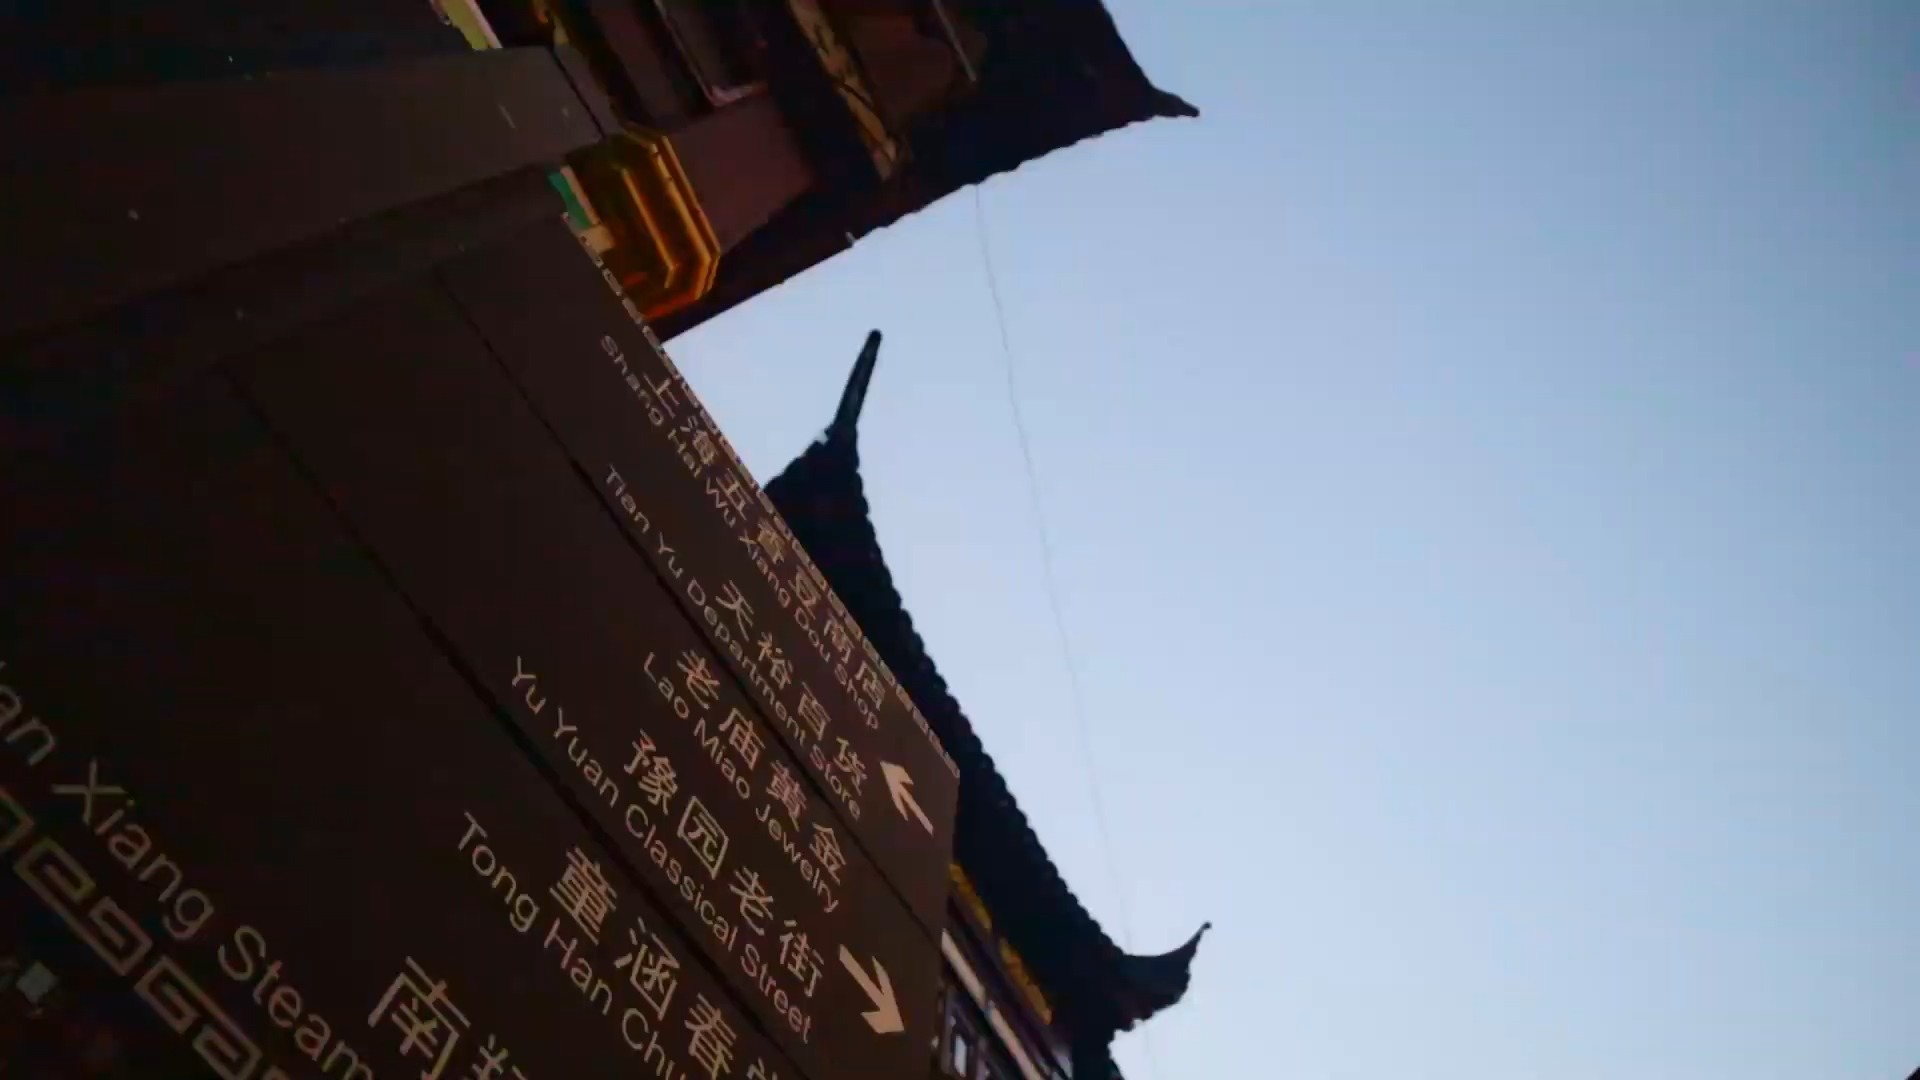 上海五香豆商店
Shang Hai Wu Xiang Dou Shop
天裕百货
Tian Yu Department Store
老庙黄金
Lao Miao Jewelry
豫园老街
Yu Yuan Classical Street
童涵春
Tong Han Chu
南翔
Xiang Steam